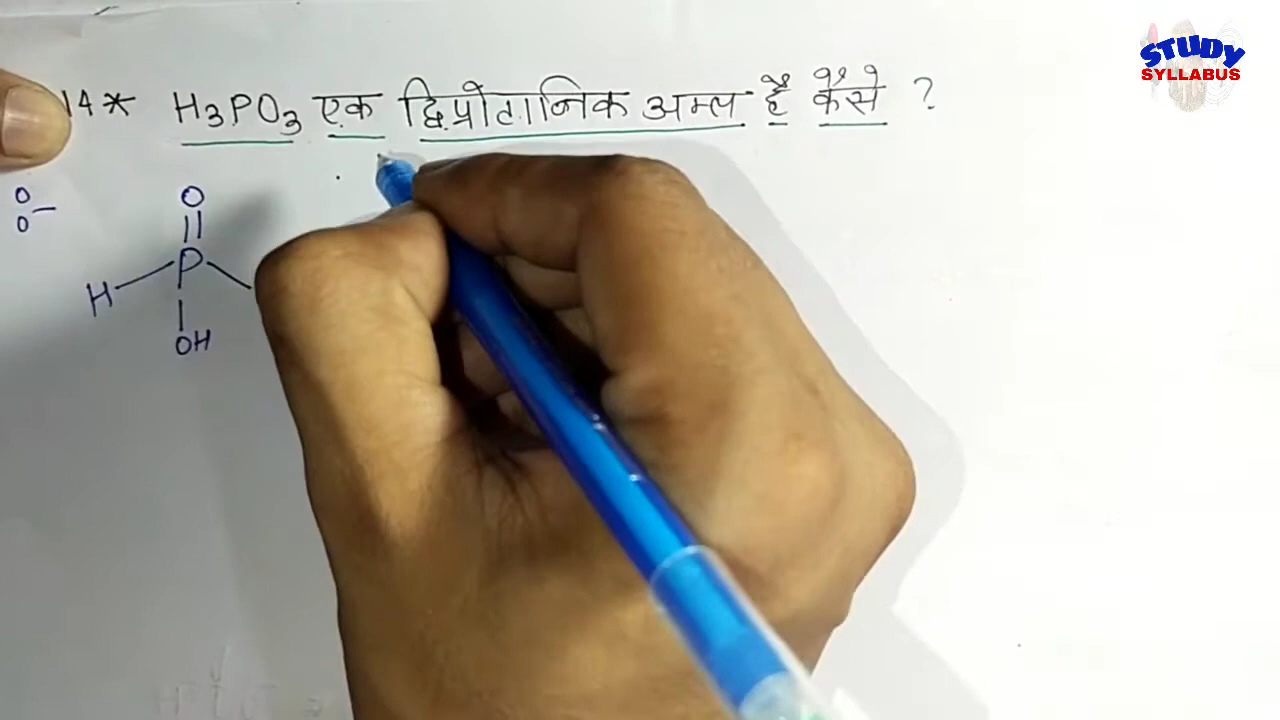 14* H3PO3 एक द्विप्रोटानिक अम्ल है कैसे ?
STUDY
SYLLABUS
O
O —
O
H P
OH